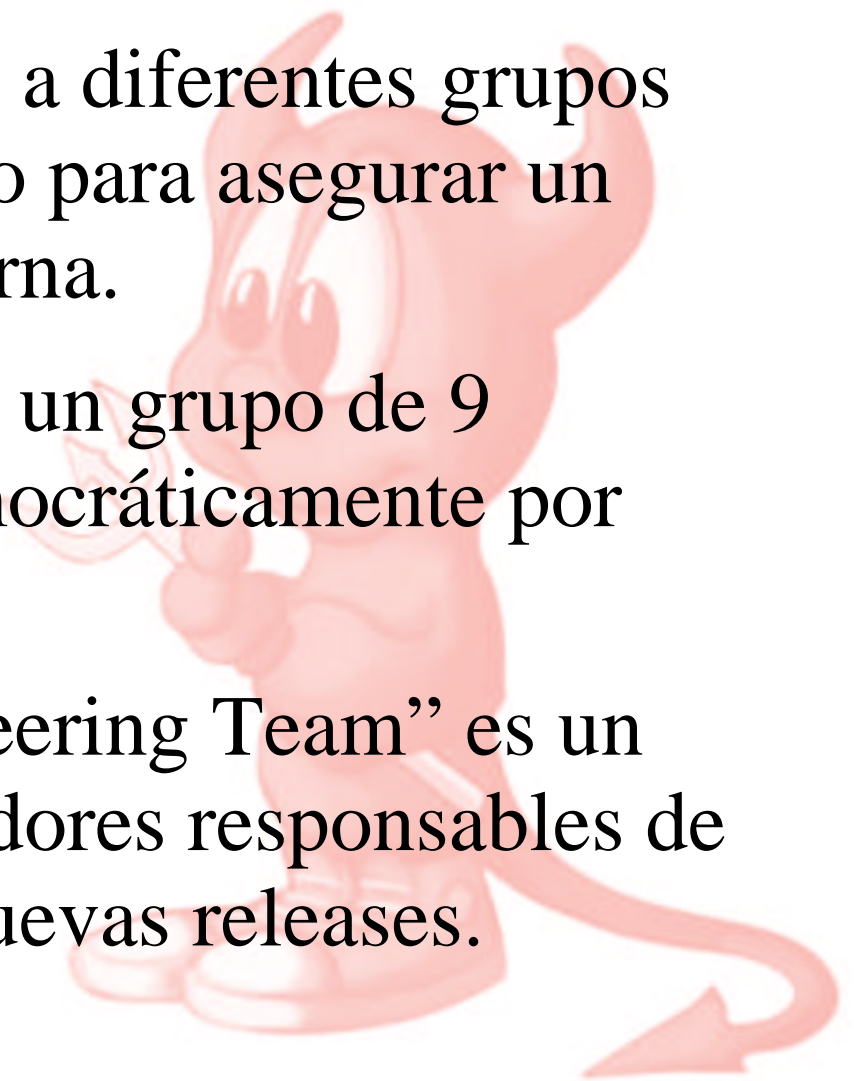 a diferentes grupos
o para asegurar un
rna.
un grupo de 9
nocráticamente por
eering Team” es un
dores responsables de
uevas releases.